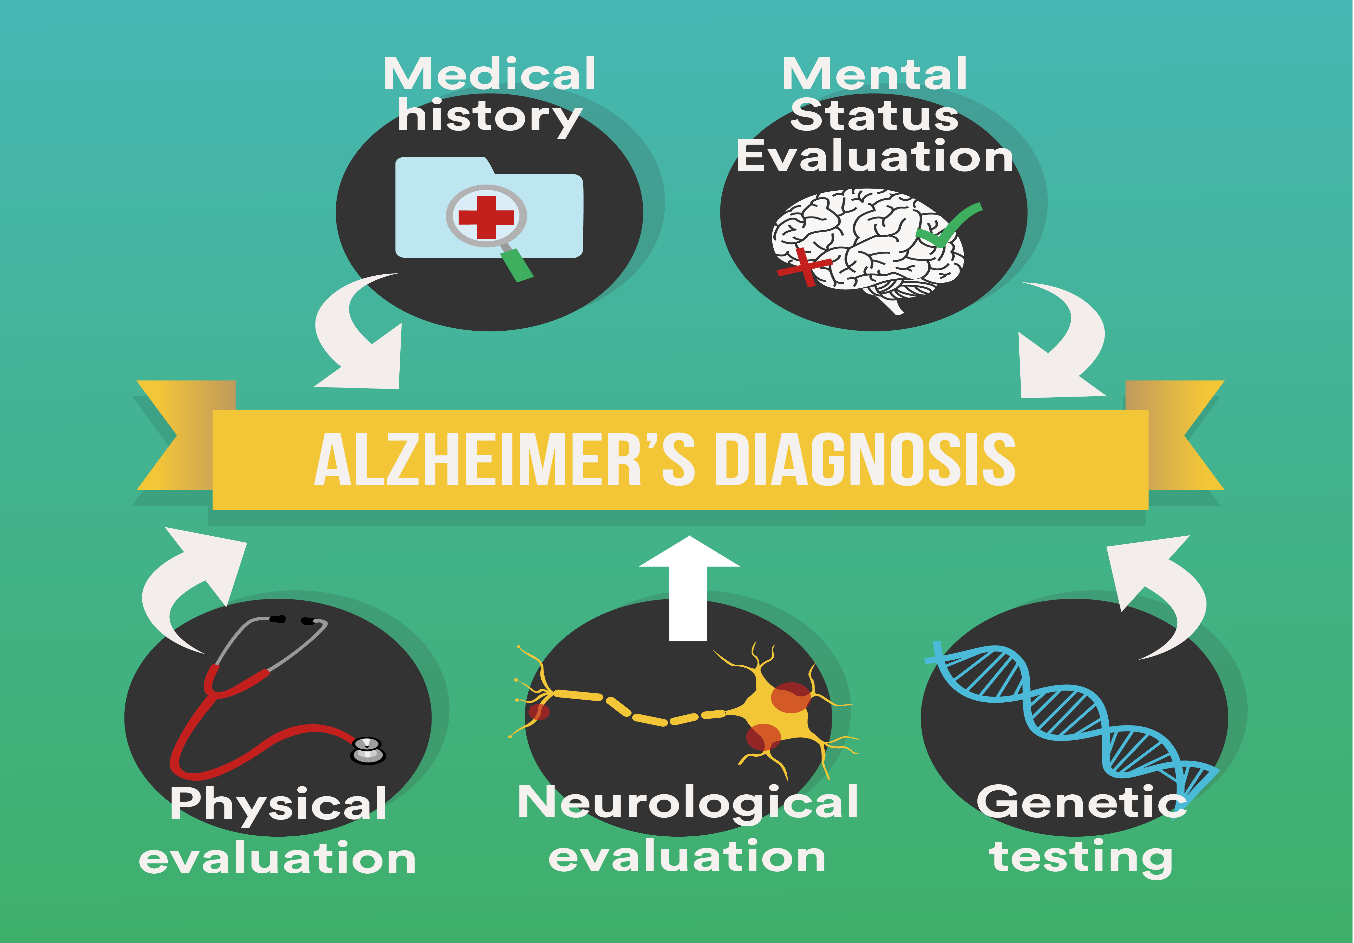 Medical
history
Mental
Status
Evaluation
ALZHEIMER'S DIAGNOSIS
Physical
evaluation
Neurological
evaluation
Genetic
testing